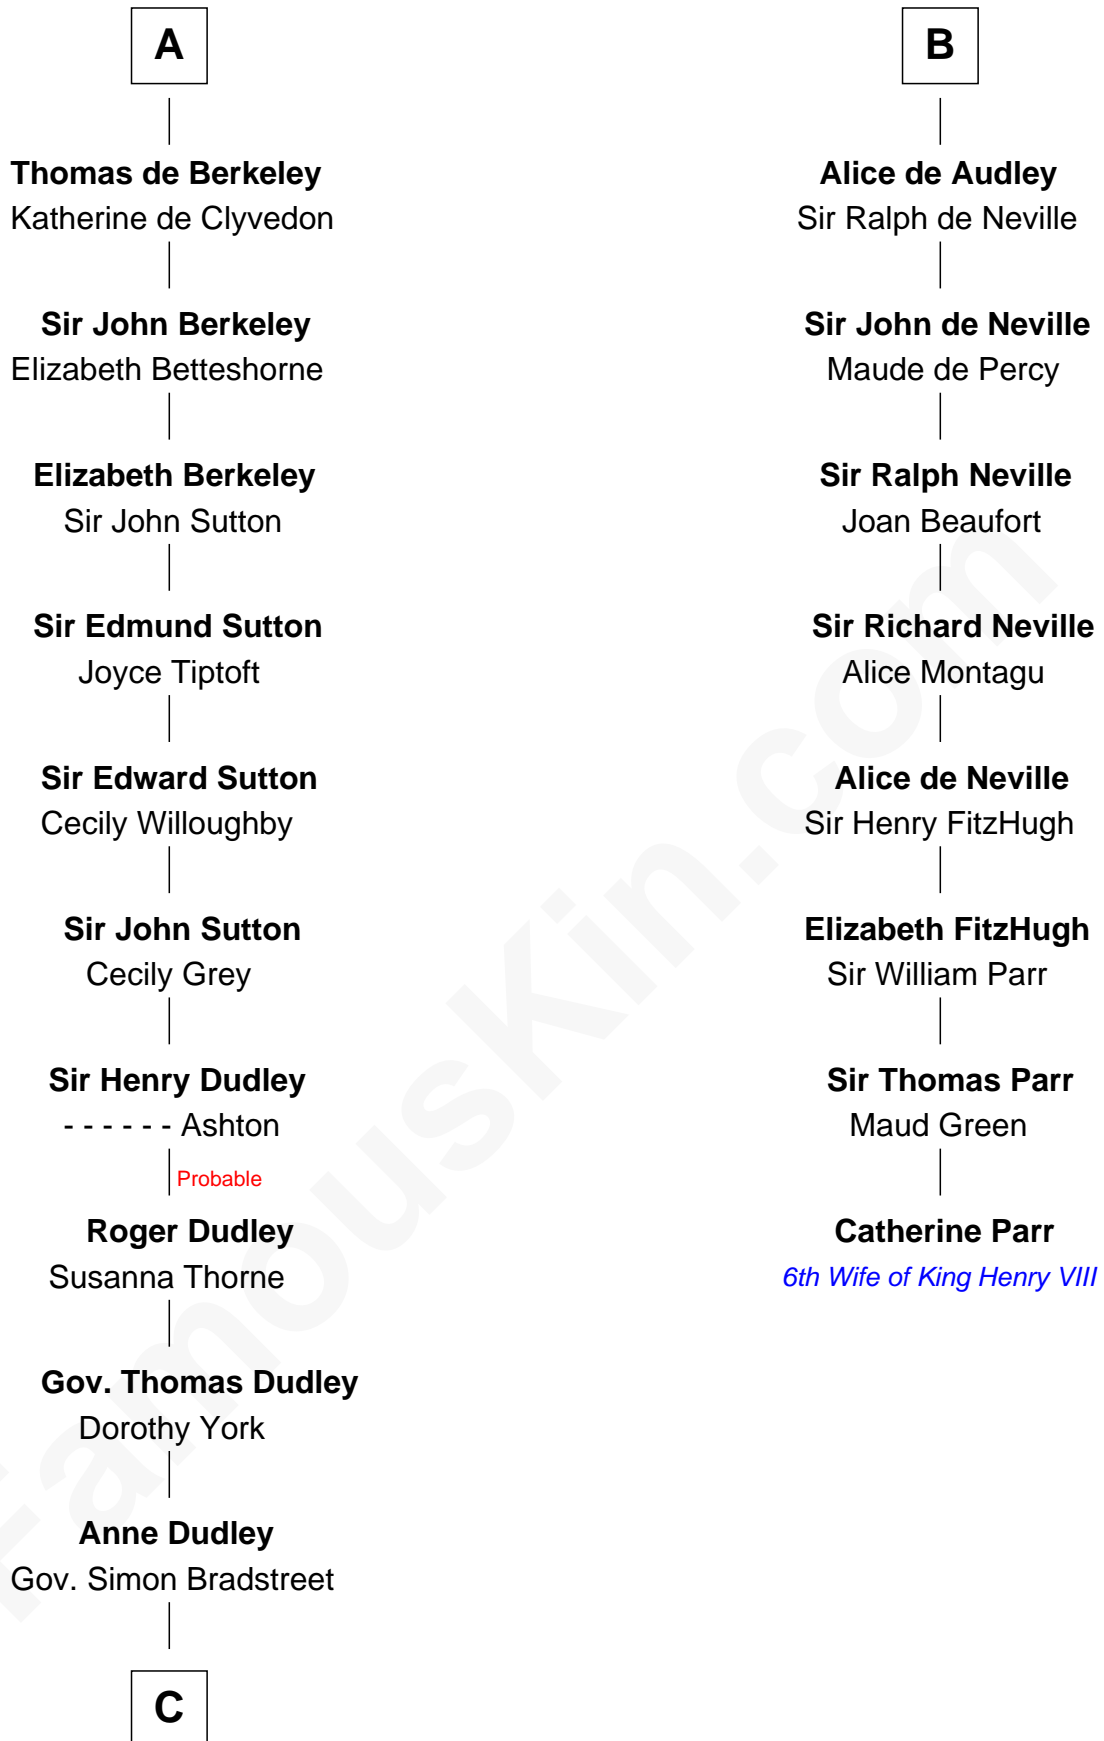 A
Thomas de Berkeley
Katherine de Clyvedon
Sir John Berkeley
Elizabeth Betteshorne
Elizabeth Berkeley
Sir John Sutton
Sir Edmund Sutton
Joyce Tiptoft
Sir Edward Sutton
Cecily Willoughby
Sir John Sutton
Cecily Grey
Sir Henry Dudley
- - - - - - Ashton
Probable
Roger Dudley
Susanna Thorne
Gov. Thomas Dudley
Dorothy York
Anne Dudley
Gov. Simon Bradstreet
C
B
Alice de Audley
Sir Ralph de Neville
Sir John de Neville
Maude de Percy
Sir Ralph Neville
Joan Beaufort
Sir Richard Neville
Alice Montagu
Alice de Neville
Sir Henry FitzHugh
Elizabeth FitzHugh
Sir William Parr
Sir Thomas Parr
Maud Green
Catherine Parr
6th Wife of King Henry VIII
FamousKin.com